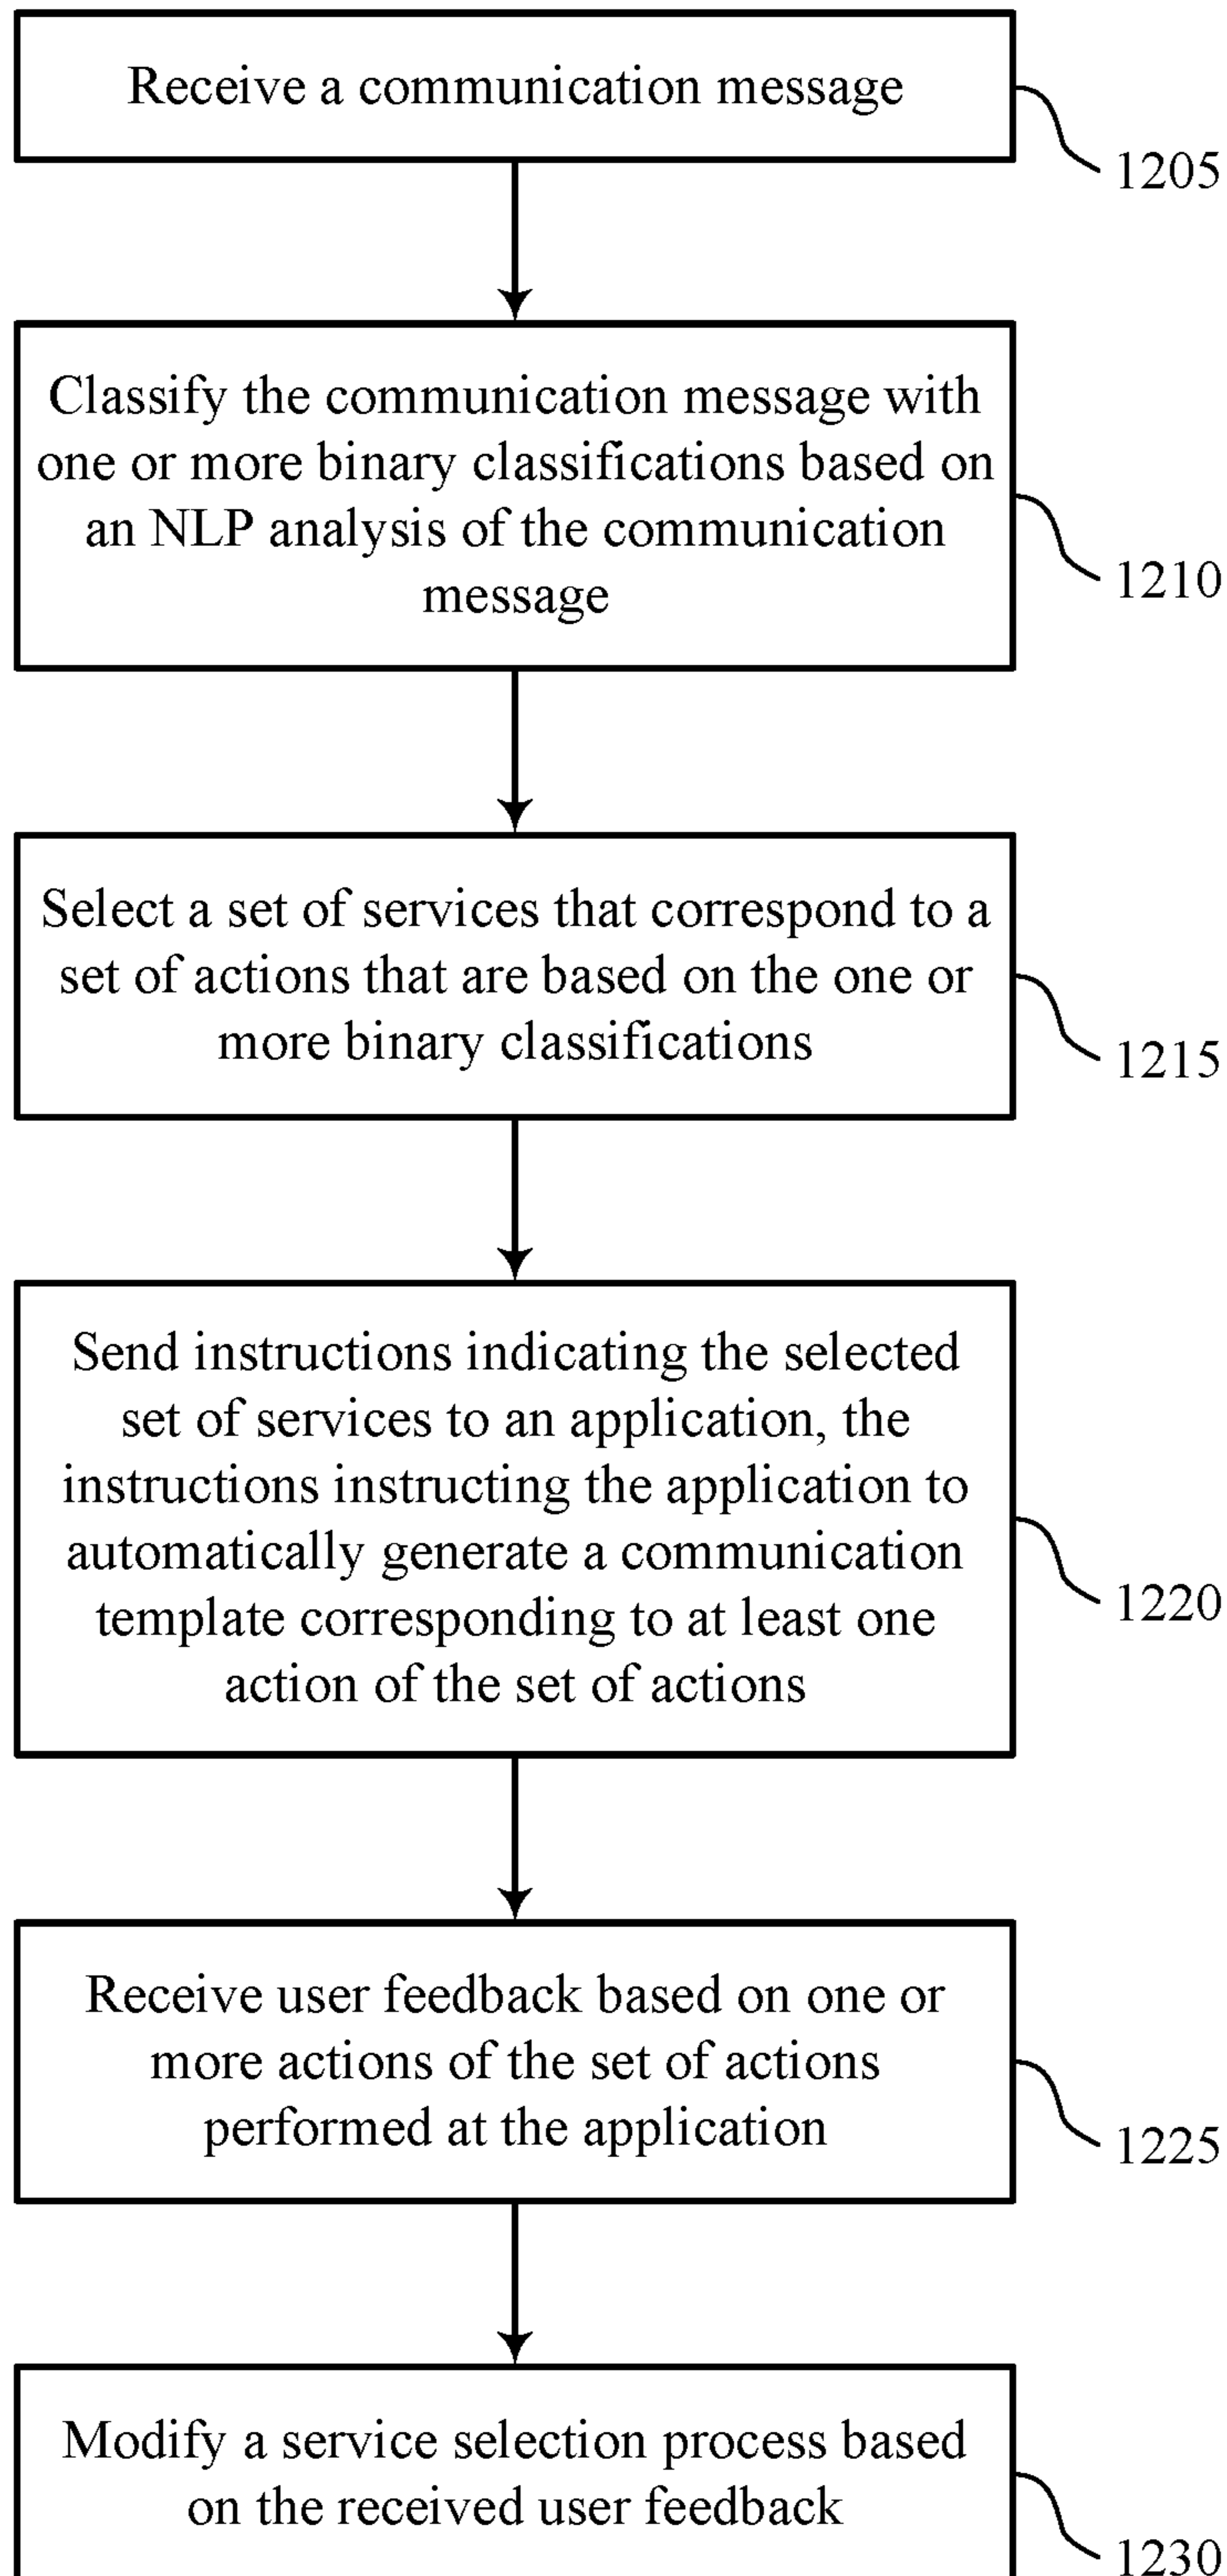 Receive a communication message
1205
Classify the communication message with
one or more binary classifications based on
an NLP analysis of the communication
message
1210
Select a set of services that correspond to a
set of actions that are based on the one or
more binary classifications
1215
Send instructions indicating the selected
set of services to an application, the
instructions instructing the application to
automatically generate a communication
template corresponding to at least one
action of the set of actions
1220
Receive user feedback based on one or
more actions of the set of actions
performed at the application
1225
Modify a service selection process based
on the received user feedback
1230